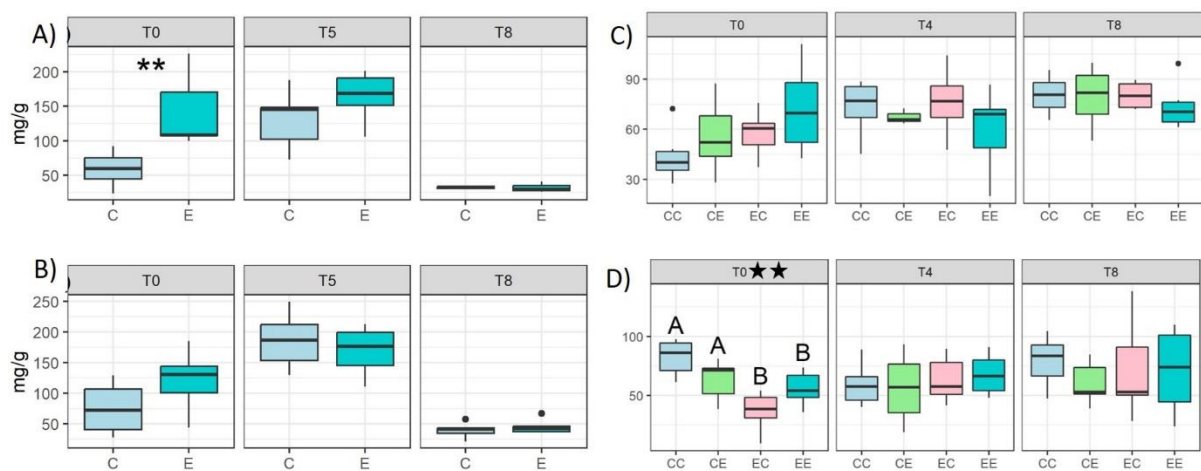 A)
T0 T5 T8
**
mg/g
200
150
100
50
C E C E C E
B)
T0 T5 T8
mg/g
250
200
150
100
50
C E C E C E
C)
T0 T4 T8
90
60
30
CC CE EC EE CC CE EC EE CC CE EC EE
D)
T0★★ T4 T8
100
50
A A B B
CC CE EC EE CC CE EC EE CC CE EC EE